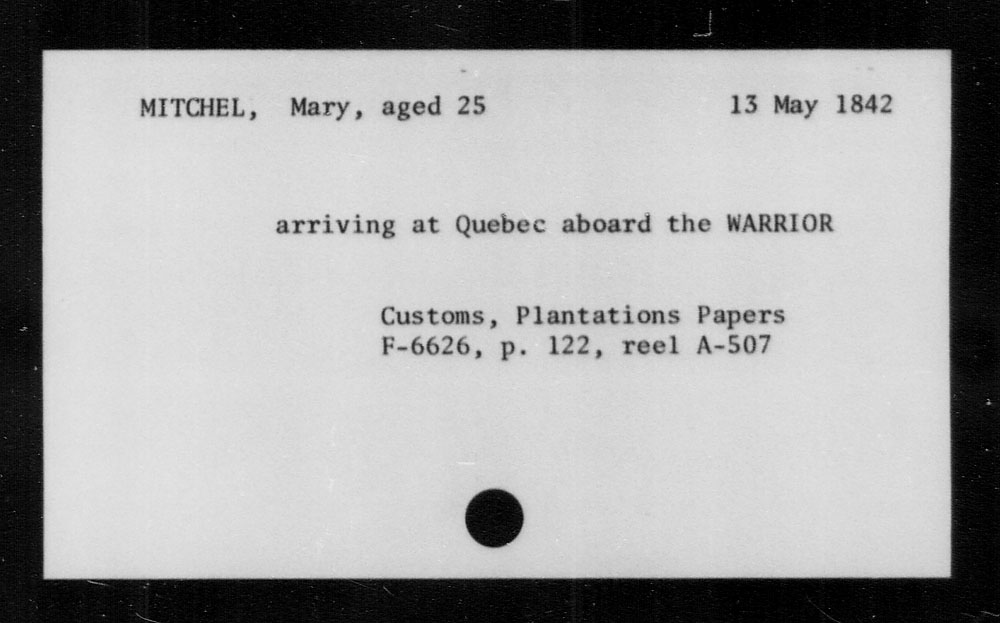 MITCHEL, Mary, aged 25 13 May 1842
arriving at Quebec aboard the WARRIOR
Customs, Plantations Papers
F-6626, p. 122, reel A-507